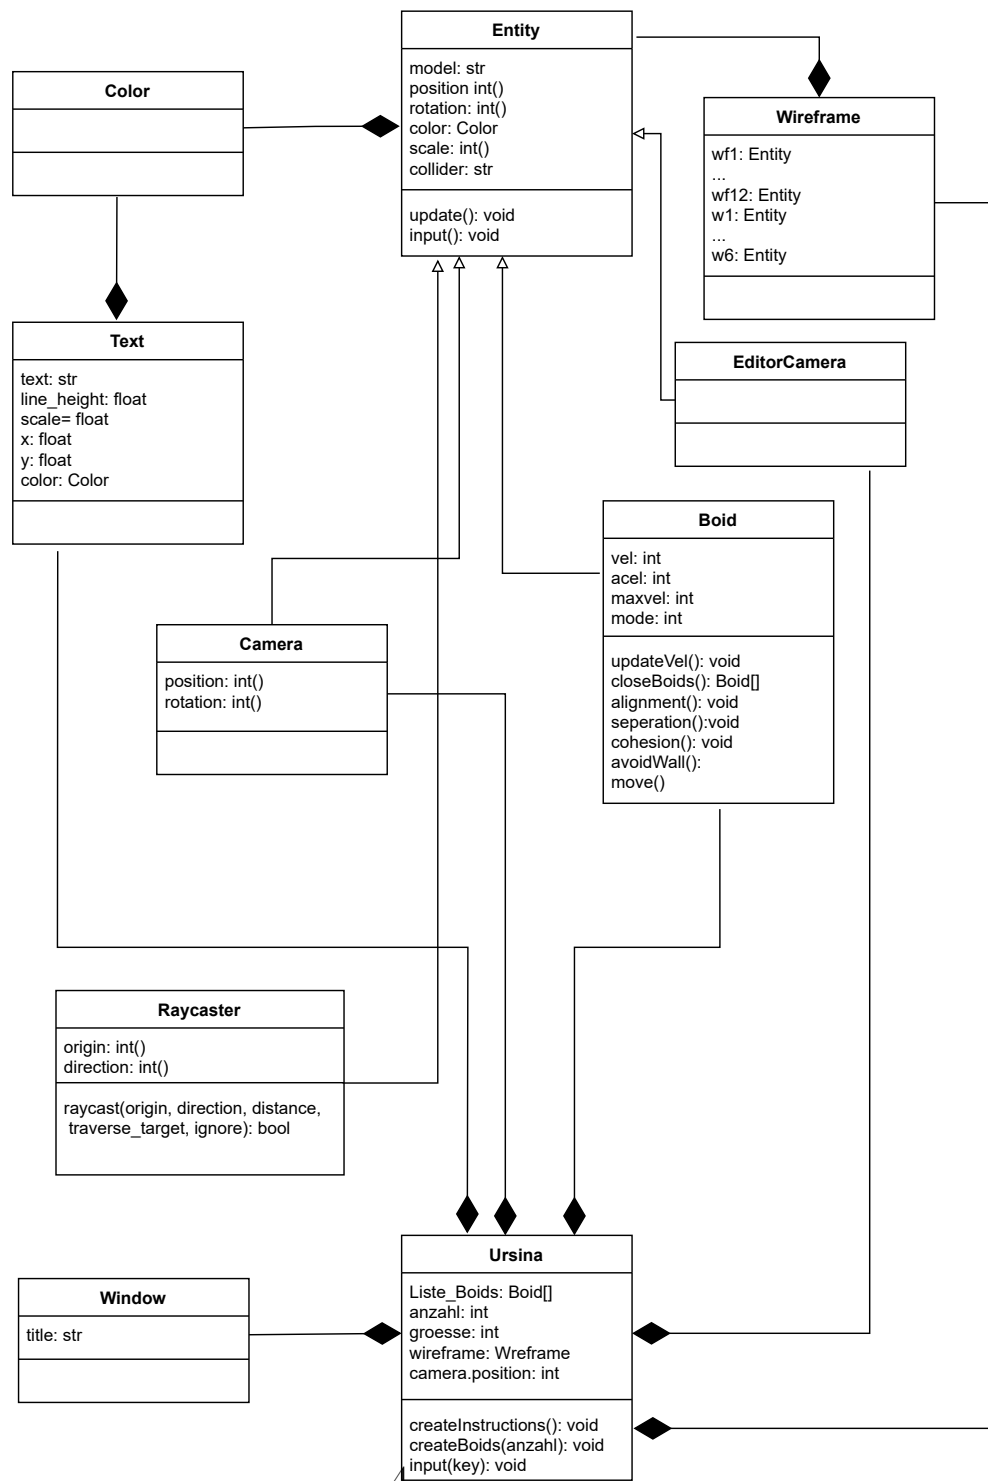 Entity
model: str
position int()
rotation: int()
color: Color
scale: int()
collider: str
update(): void
input(): void
Color
Wireframe
wf1: Entity
...
wf12: Entity
w1: Entity
...
w6: Entity
Text
text: str
line_height: float
scale= float
x: float
y: float
color: Color
EditorCamera
Boid
vel: int
acel: int
maxvel: int
mode: int
updateVel(): void
closeBoids(): Boid[]
alignment(): void
seperation():void
cohesion(): void
avoidWall():
move()
Camera
position: int()
rotation: int()
Raycaster
origin: int()
direction: int()
raycast(origin, direction, distance,
traverse_target, ignore): bool
Ursina
Liste_Boids: Boid[]
anzahl: int
groesse: int
wireframe: Wreframe
camera.position: int
createInstructions(): void
createBoids(anzahl): void
input(key): void
Window
title: str